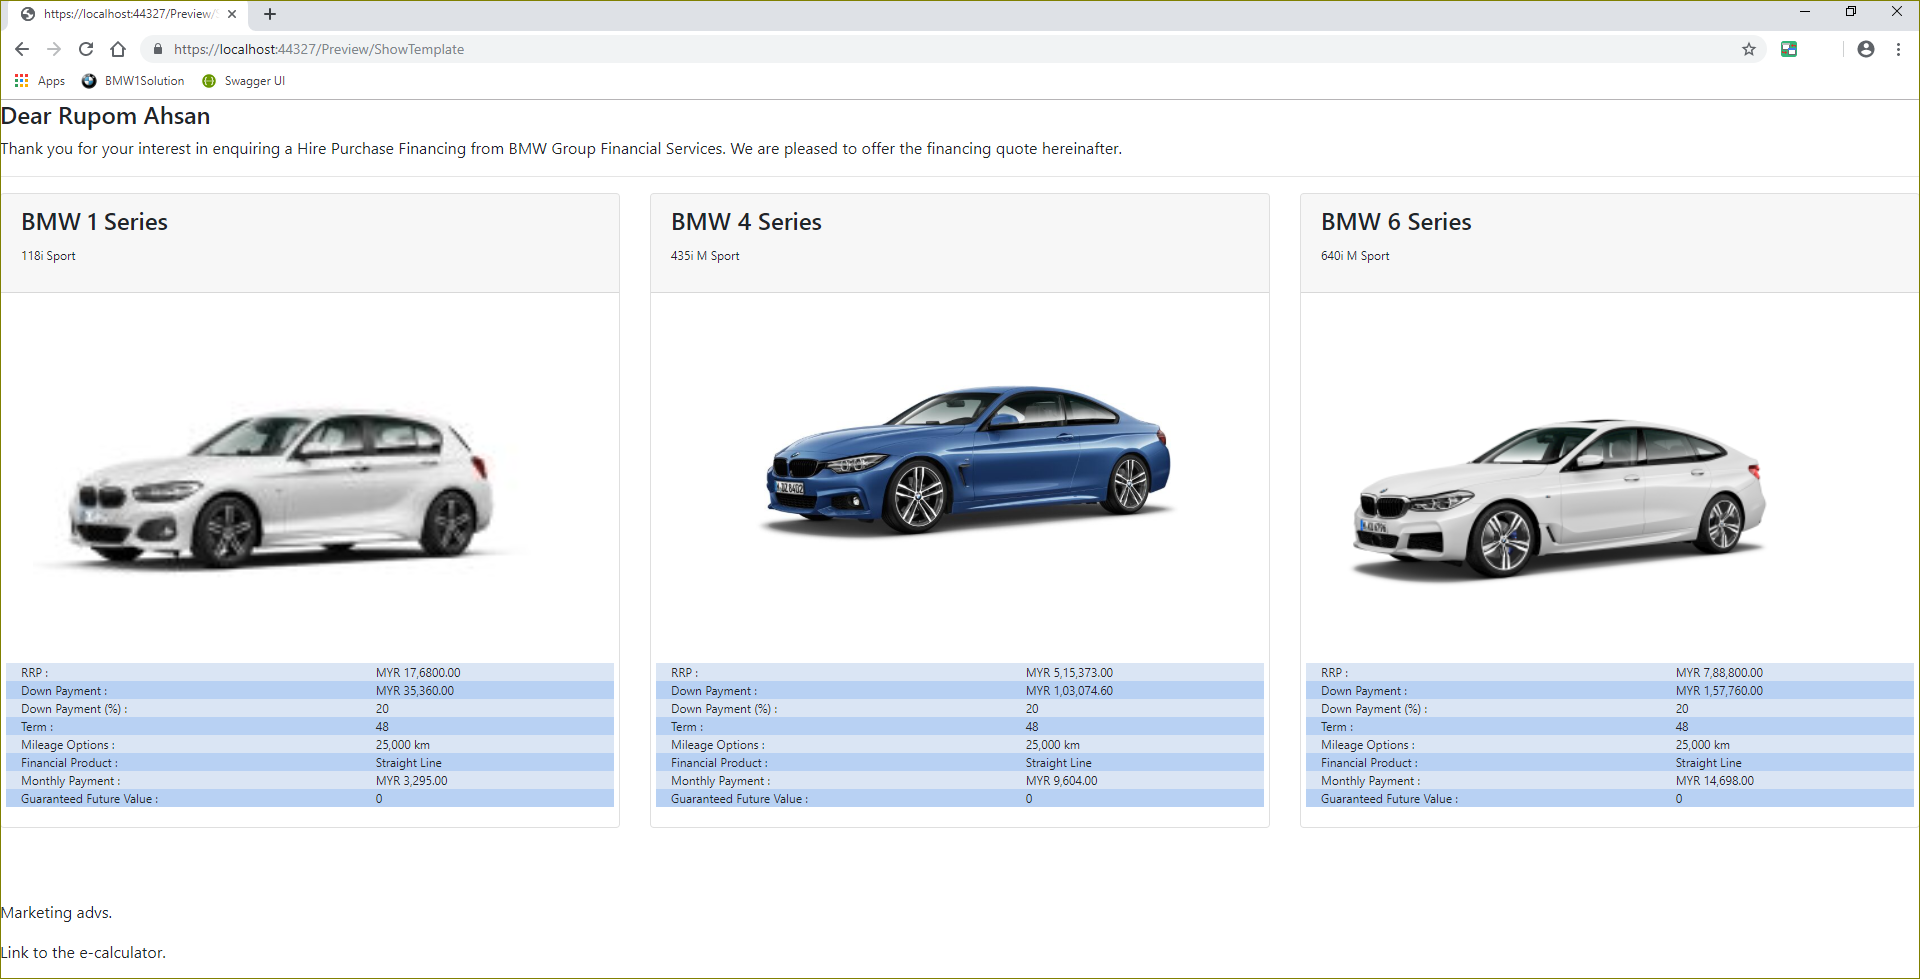 https://localhost:44327/Preview/
https://localhost:44327/Preview/ShowTemplate
Apps BMW1Solution Swagger UI
Dear Rupom Ahsan
Thank you for your interest in enquiring a Hire Purchase Financing from BMW Group Financial Services. We are pleased to offer the financing quote hereinafter.
BMW 1 Series
118i Sport
RRP : MYR 17,6800.00
Down Payment : MYR 35,360.00
Down Payment (%) : 20
Term : 48
Mileage Options : 25,000 km
Financial Product : Straight Line
Monthly Payment : MYR 3,295.00
Guaranteed Future Value : 0
BMW 4 Series
435i M Sport
RRP : MYR 5,15,373.00
Down Payment : MYR 1,03,074.60
Down Payment (%) : 20
Term : 48
Mileage Options : 25,000 km
Financial Product : Straight Line
Monthly Payment : MYR 9,604.00
Guaranteed Future Value : 0
BMW 6 Series
640i M Sport
RRP : MYR 7,88,800.00
Down Payment : MYR 1,57,760.00
Down Payment (%) : 20
Term : 48
Mileage Options : 25,000 km
Financial Product : Straight Line
Monthly Payment : MYR 14,698.00
Guaranteed Future Value : 0
Marketing advs.
Link to the e-calculator.